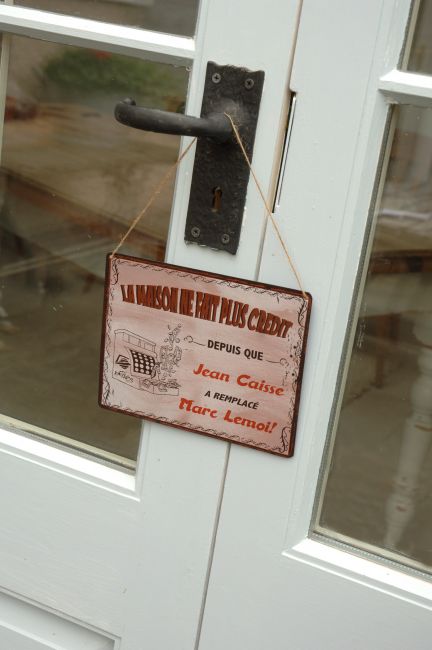 LA MAISON NE FAIT PLUS CREDIT
DEPUIS QUE
Jean Caisse
A REMPLACÉ
Marc Lemoi!